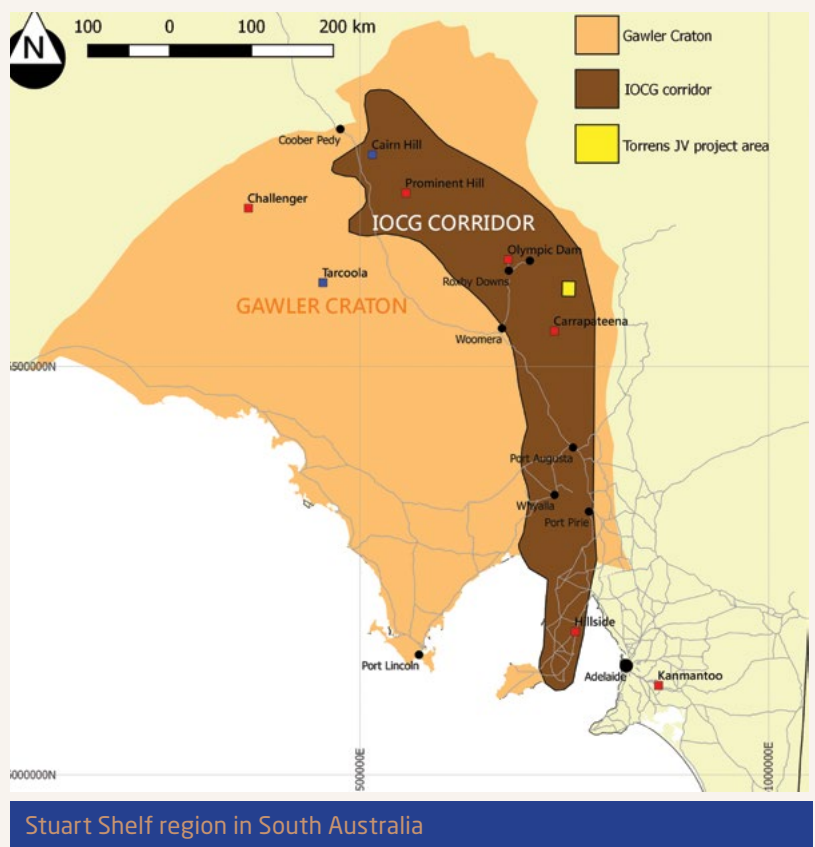 100 0 100 200 km
N
Gawler Craton
IOCG corridor
Torrens JV project area
Coober Pedy
Cairn Hill
Challenger
Prominent Hill
IOCG CORRIDOR
Olympic Dam
Roxby Downs
Tarcoola
GAWLER CRATON
Carrapateena
Woomera
500000N
Port Augusta
Whyalla
Port Pirie
Hillside
Port Lincoln
Adelaide
Kanmantoo
000000N
500000E
1000000E
Stuart Shelf region in South Australia